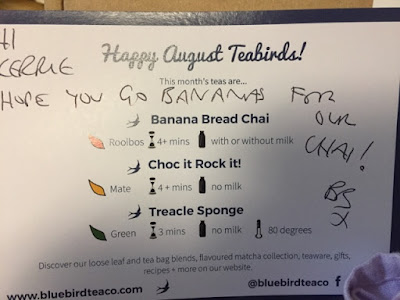 Happy August Teabirds!
HI
KERRIE
This month's teas are...
HOPE YOU GO BANANAS FOR
OUR
CHAI!
Banana Bread Chai
Rooibos 4+ mins with or without milk
Choc it Rock it!
Mate 4+ mins no milk
Treacle Sponge
Green 3 mins no milk 80 degrees
BB
X
Discover our loose leaf and tea bag blends, flavoured matcha collection, teaware, gifts,
recipes + more on our website.
www.bluebirdteaco.com @bluebirdteaco f